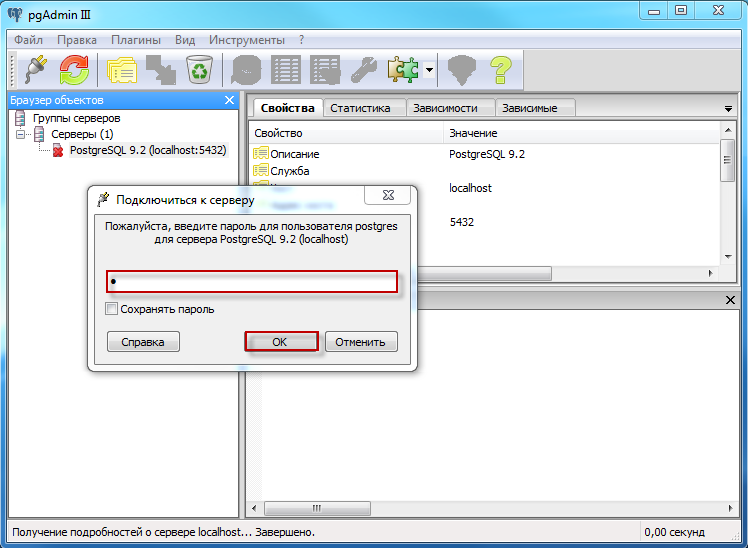 pgAdmin III
Файл Правка Плагины Вид Инструменты ?
Браузер объектов
Группы серверов
Серверы (1)
PostgreSQL 9.2 (localhost:5432)
Свойства Статистика Зависимости Зависимые
Свойство Значение
Описание PostgreSQL 9.2
Служба
localhost
5432
Подключиться к серверу
Пожалуйста, введите пароль для пользователя postgres
для сервера PostgreSQL 9.2 (localhost)
Сохранять пароль
Справка OK Отменить
Получение подробностей о сервере localhost... Завершено. 0,00 секунд